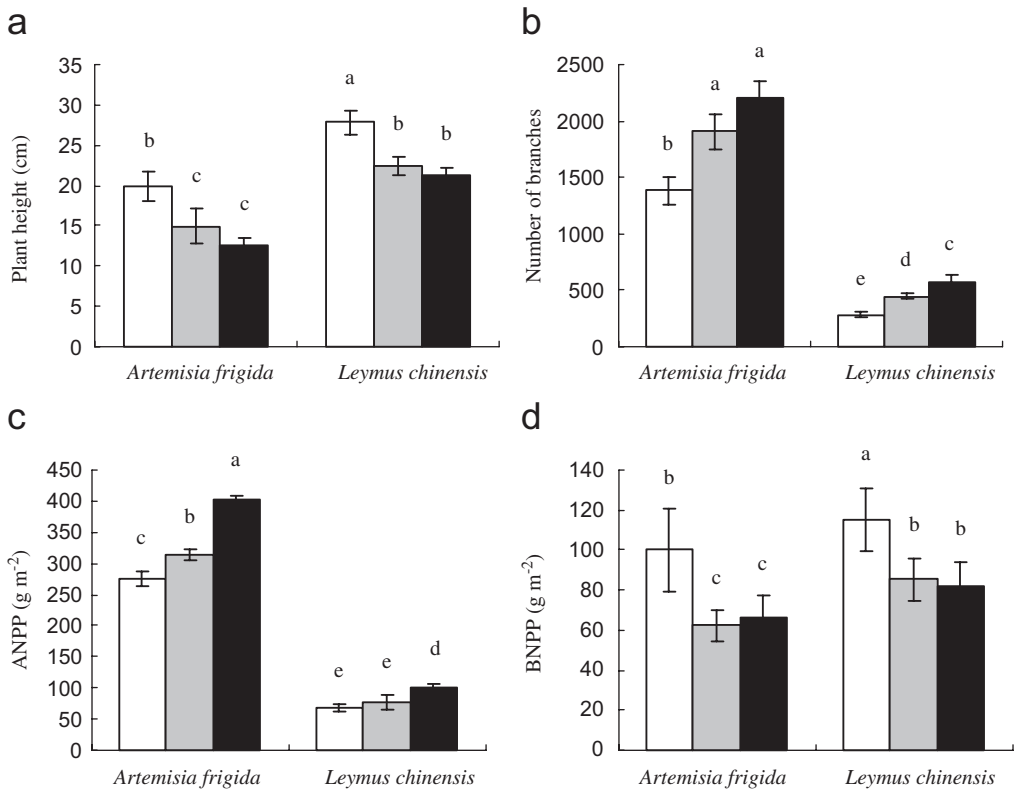 a
35
30
25
20
15
10
5
0
Plant height (cm)
b
c
c
a
b
b
Artemisia frigida
Leymus chinensis
b
2500
2000
1500
1000
500
0
Number of branches
b
a
a
e
d
c
Artemisia frigida
Leymus chinensis
c
450
400
350
300
250
200
150
100
50
0
ANPP (g m-2)
c
b
a
e
e
d
Artemisia frigida
Leymus chinensis
d
140
120
100
80
60
40
20
0
BNPP (g m-2)
b
c
c
a
b
b
Artemisia frigida
Leymus chinensis